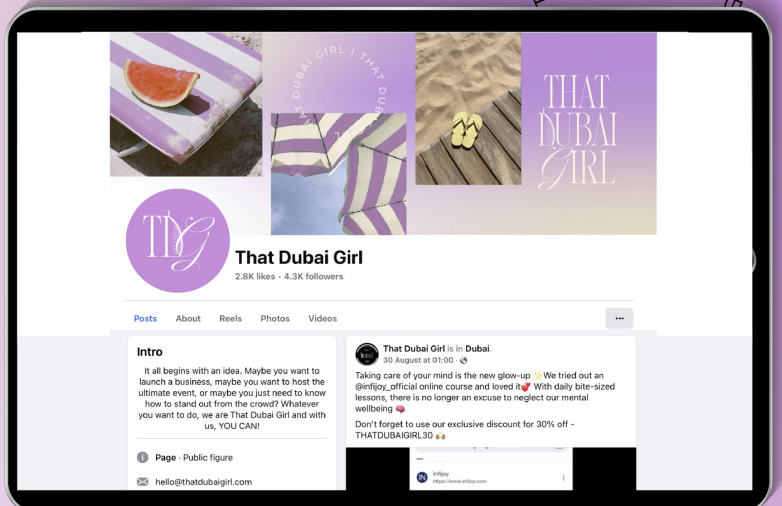 THAT DUBAI GIRL | THAT DUBAI GIRL |
THAT
DUBAI
GIRL
TDG
That Dubai Girl
2.8K likes · 4.3K followers
Posts About Reels Photos Videos
...
Intro
It all begins with an idea. Maybe you want to
launch a business, maybe you want to host the
ultimate event, or maybe you just need to know
how to stand out from the crowd? Whatever
you want to do, we are That Dubai Girl and with
us, YOU CAN!
Page · Public figure
hello@thatdubaigirl.com
That Dubai Girl is in Dubai.
30 August at 01:00 ·
Taking care of your mind is the new glow-up ✨We tried out an
@infijoy_official online course and loved it💕 With daily bite-sized
lessons, there is no longer an excuse to neglect our mental
wellbeing 🧠
Don't forget to use our exclusive discount for 30% off -
THATDUBAIGIRL30 🙌🏽
IN
Infijoy
https://www.infijoy.com